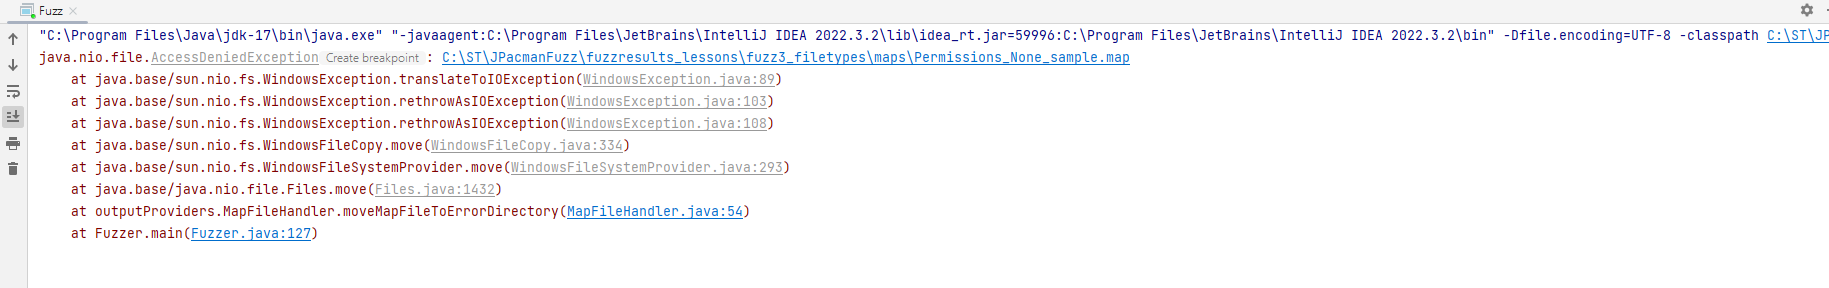 Fuzz
"C:\Program Files\Java\jdk-17\bin\java.exe" "-javaagent:C:\Program Files\JetBrains\IntelliJ IDEA 2022.3.2\lib\idea_rt.jar=59996:C:\Program Files\JetBrains\IntelliJ IDEA 2022.3.2\bin" -Dfile.encoding=UTF-8 -classpath C:\ST\JP
java.nio.file.AccessDeniedException Create breakpoint : C:\ST\JPacmanFuzz\fuzzresults_lessons\fuzz3_filetypes\maps\Permissions_None_sample.map
at java.base/sun.nio.fs.WindowsException.translateToIOException(WindowsException.java:89)
at java.base/sun.nio.fs.WindowsException.rethrowAsIOException(WindowsException.java:103)
at java.base/sun.nio.fs.WindowsException.rethrowAsIOException(WindowsException.java:108)
at java.base/sun.nio.fs.WindowsFileCopy.move(WindowsFileCopy.java:334)
at java.base/sun.nio.fs.WindowsFileSystemProvider.move(WindowsFileSystemProvider.java:293)
at java.base/java.nio.file.Files.move(Files.java:1432)
at outputProviders.MapFileHandler.moveMapFileToErrorDirectory(MapFileHandler.java:54)
at Fuzzer.main(Fuzzer.java:127)